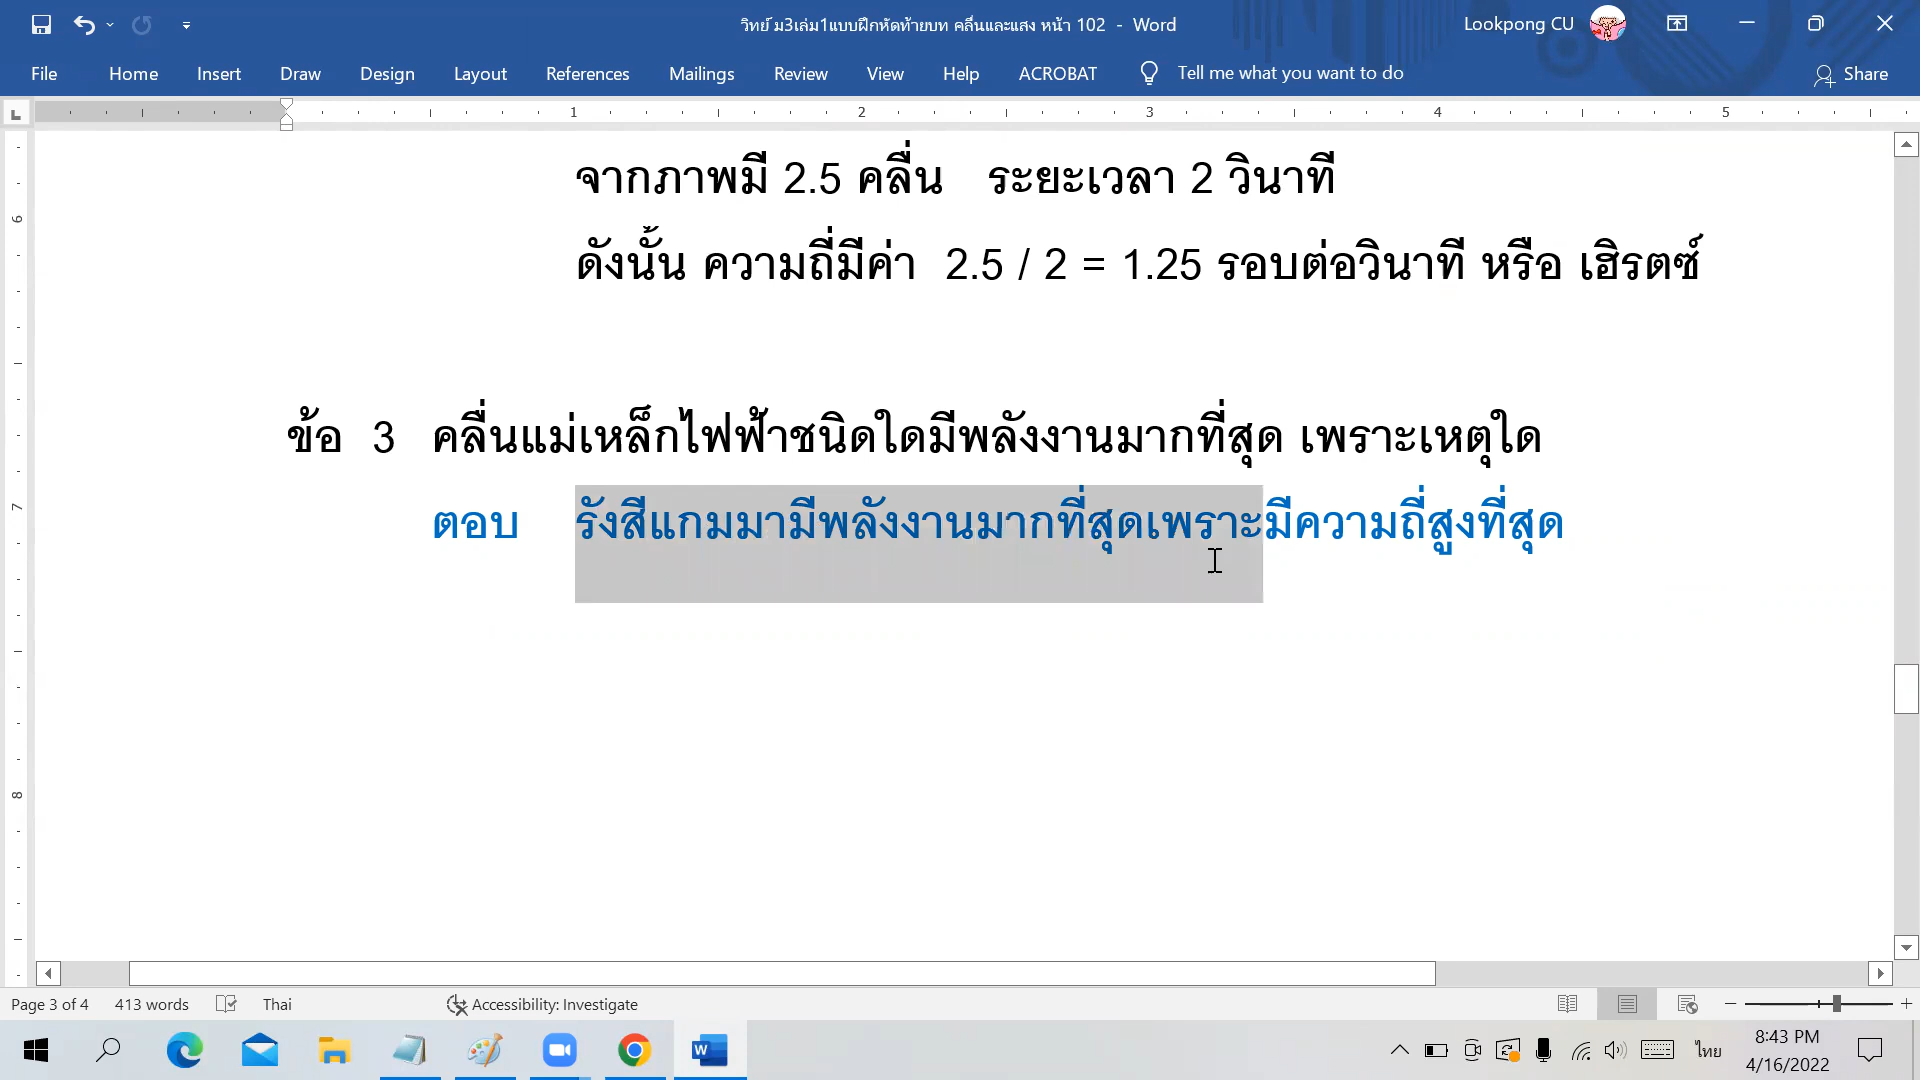 วิทย์ ม3เล่ม1แบบฝึกหัดท้ายบท คลื่นและแสง หน้า 102 - Word
Lookpong CU
File Home Insert Draw Design Layout References Mailings Review View Help ACROBAT Tell me what you want to do Share
L 1 2 3 4 5
จากภาพมี 2.5 คลื่น ระยะเวลา 2 วินาที
6
ดังนั้น ความถี่มีค่า 2.5 / 2 = 1.25 รอบต่อวินาที หรือ เฮิรตซ์
ข้อ 3 คลื่นแม่เหล็กไฟฟ้าชนิดใดมีพลังงานมากที่สุด เพราะเหตุใด
7
ตอบ รังสีแกมมามีพลังงานมากที่สุดเพราะมีความถี่สูงที่สุด
8
Page 3 of 4 413 words Thai Accessibility: Investigate
W ไทย 8:43 PM
4/16/2022